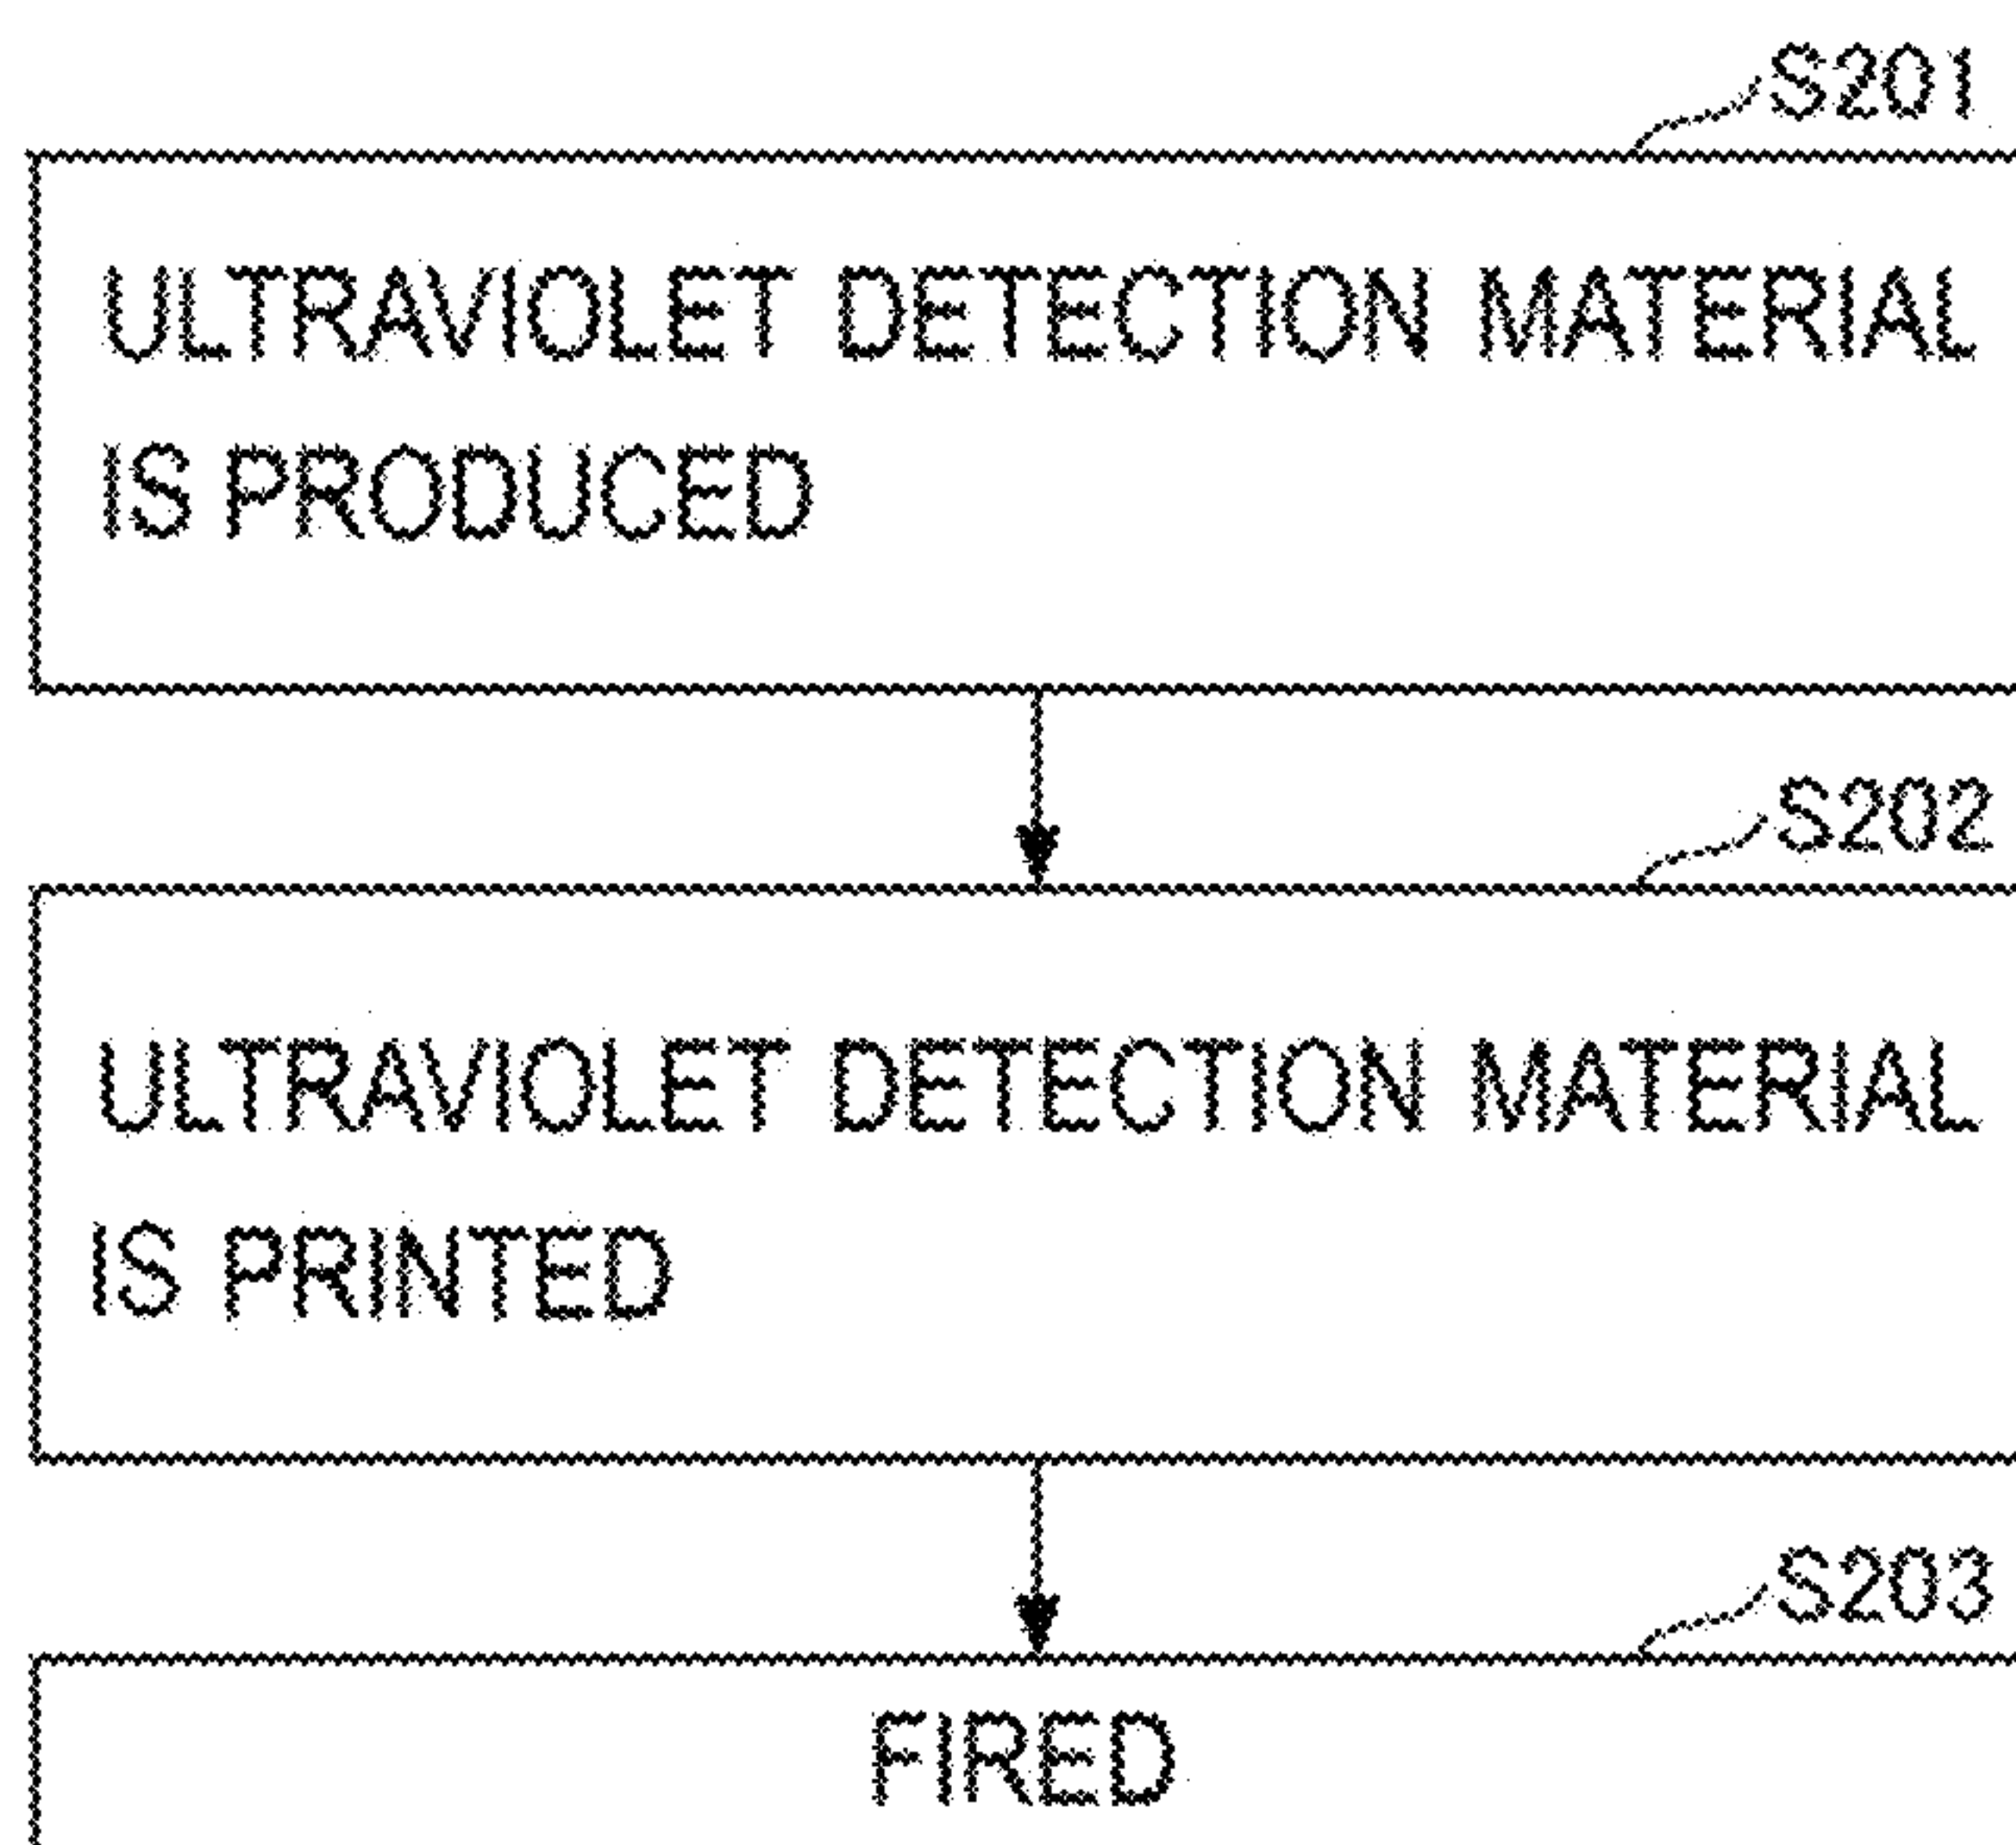 S201
ULTRAVIOLET DETECTION MATERIAL
IS PRODUCED
S202
ULTRAVIOLET DETECTION MATERIAL
IS PRINTED
S203
FIRED